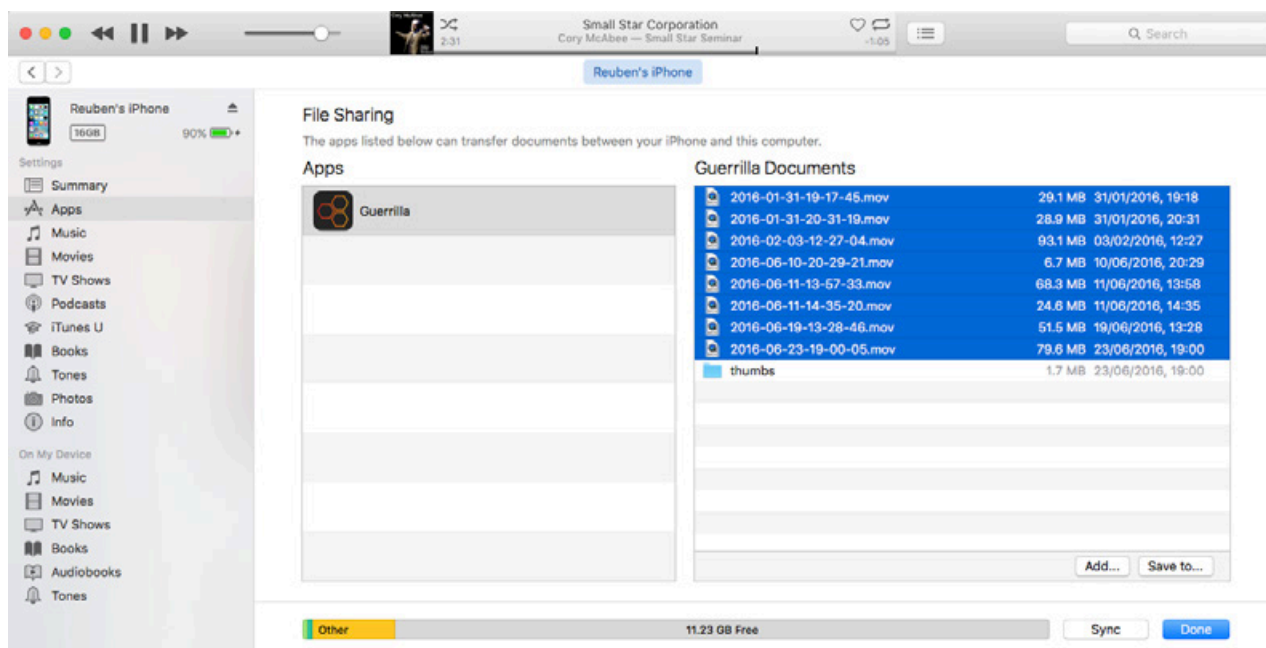 Small Star Corporation
2:31 Cory McAbee — Small Star Seminar -1:05
Search
Reuben's iPhone
Reuben's iPhone
16GB 90%
Settings
Summary
Apps
Music
Movies
TV Shows
Podcasts
iTunes U
Books
Tones
Photos
Info
On My Device
Music
Movies
TV Shows
Books
Audiobooks
Tones
File Sharing
The apps listed below can transfer documents between your iPhone and this computer.
Apps
Guerrilla
Guerrilla Documents
2016-01-31-19-17-45.mov 29.1 MB 31/01/2016, 19:18
2016-01-31-20-31-19.mov 28.9 MB 31/01/2016, 20:31
2016-02-03-12-27-04.mov 93.1 MB 03/02/2016, 12:27
2016-06-10-20-29-21.mov 6.7 MB 10/06/2016, 20:29
2016-06-11-13-57-33.mov 68.3 MB 11/06/2016, 13:58
2016-06-11-14-35-20.mov 24.6 MB 11/06/2016, 14:35
2016-06-19-13-28-46.mov 51.5 MB 19/06/2016, 13:28
2016-06-23-19-00-05.mov 79.6 MB 23/06/2016, 19:00
thumbs 1.7 MB 23/06/2016, 19:00
Add... Save to...
Other 11.23 GB Free Sync Done